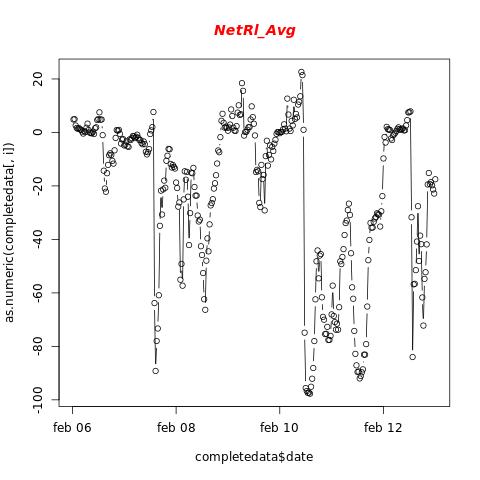 NetRl_Avg
as.numeric(completedata[, i])
20
0
-20
-40
-60
-80
-100
feb 06
feb 08
feb 10
feb 12
completedata$date